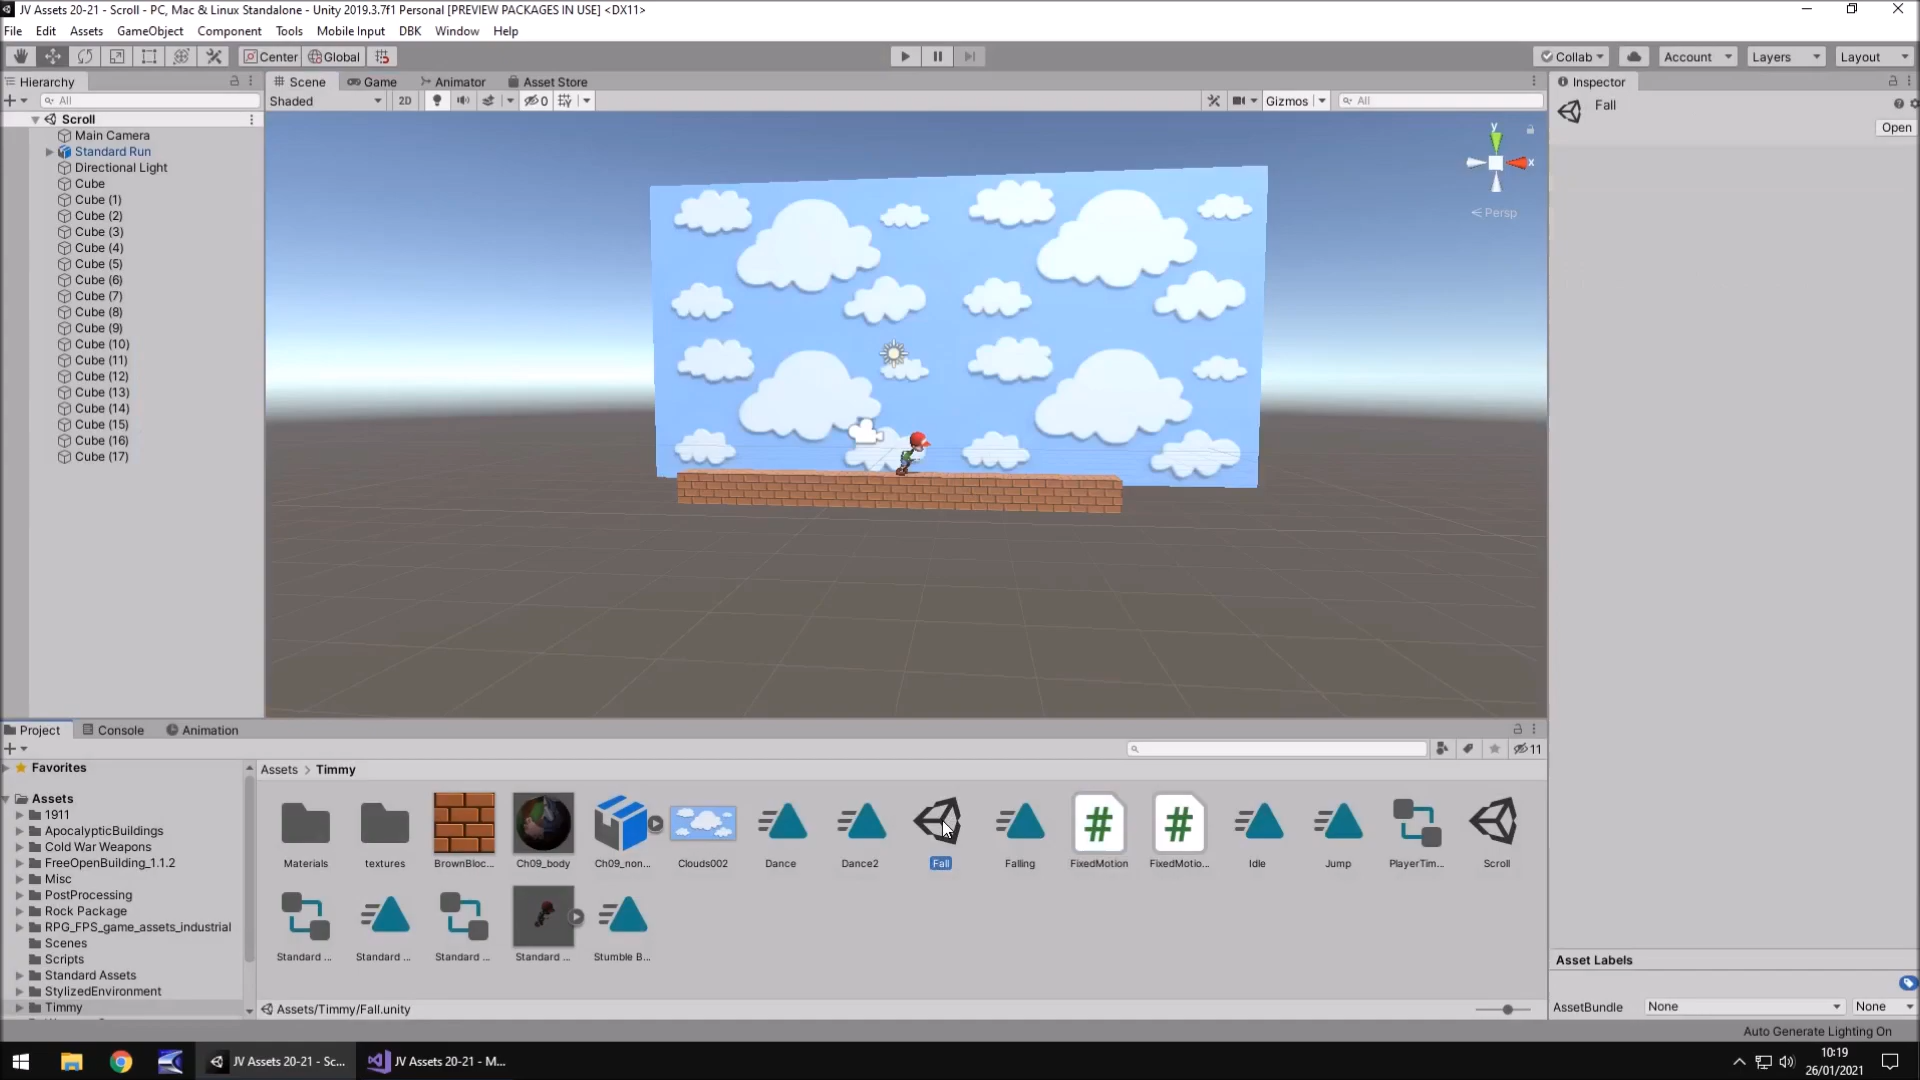 JV Assets 20-21 - Scroll - PC, Mac & Linux Standalone - Unity 2019.3.7f1 Personal [PREVIEW PACKAGES IN USE] <DX11>
File Edit Assets GameObject Component Tools Mobile Input DBK Window Help
Center Global Collab Account Layers Layout
Hierarchy Scene Game Animator Asset Store Inspector
All Shaded 2D 0 Gizmos All Fall
Open
Scroll
Main Camera
Standard Run
Directional Light
Cube
Cube (1)
Cube (2)
Cube (3)
Cube (4)
Cube (5)
Cube (6)
Cube (7)
Cube (8)
Cube (9)
Cube (10)
Cube (11)
Cube (12)
Cube (13)
Cube (14)
Cube (15)
Cube (16)
Cube (17)
y
x
Persp
Project Console Animation
11
Favorites
Assets > Timmy
Assets
1911
ApocalypticBuildings
Cold War Weapons
FreeOpenBuilding_1.1.2
Misc
PostProcessing
Rock Package
RPG_FPS_game_assets_industrial
Scenes
Scripts
Standard Assets
StylizedEnvironment
Timmy
Materials textures BrownBloc... Ch09_body Ch09_non... Clouds002 Dance Dance2 Fall Falling FixedMotion FixedMotio... Idle Jump PlayerTim... Scroll
Standard ... Standard ... Standard ... Standard ... Stumble B...
Assets/Timmy/Fall.unity
Asset Labels
AssetBundle None None
Auto Generate Lighting On
JV Assets 20-21 - Sc... JV Assets 20-21 - M...
10:19
26/01/2021